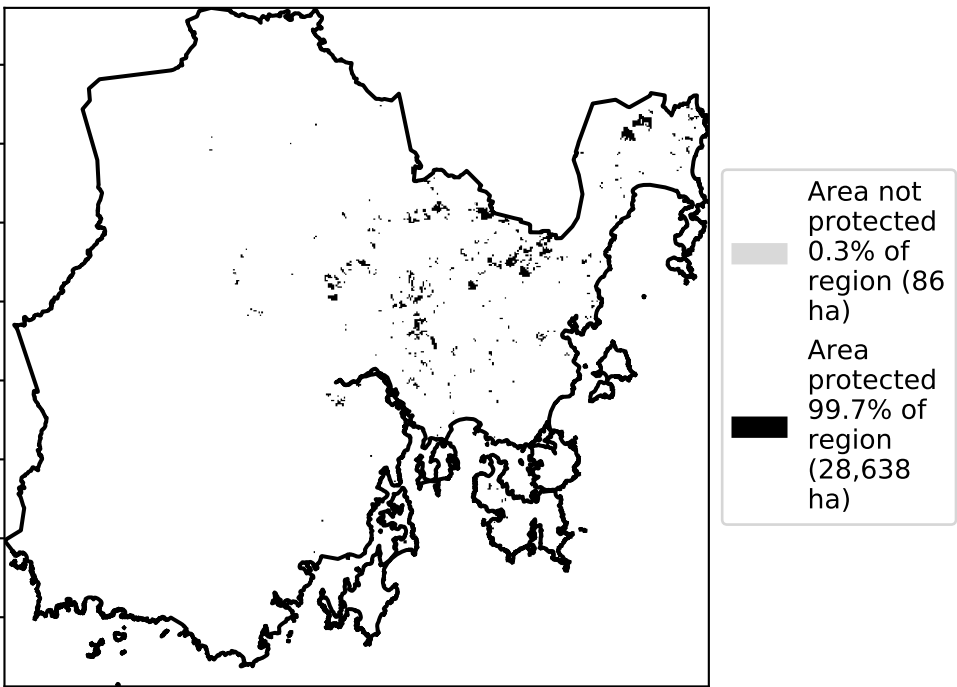 Area not
protected
0.3% of
region (86
ha)
Area
protected
99.7% of
region
(28,638
ha)